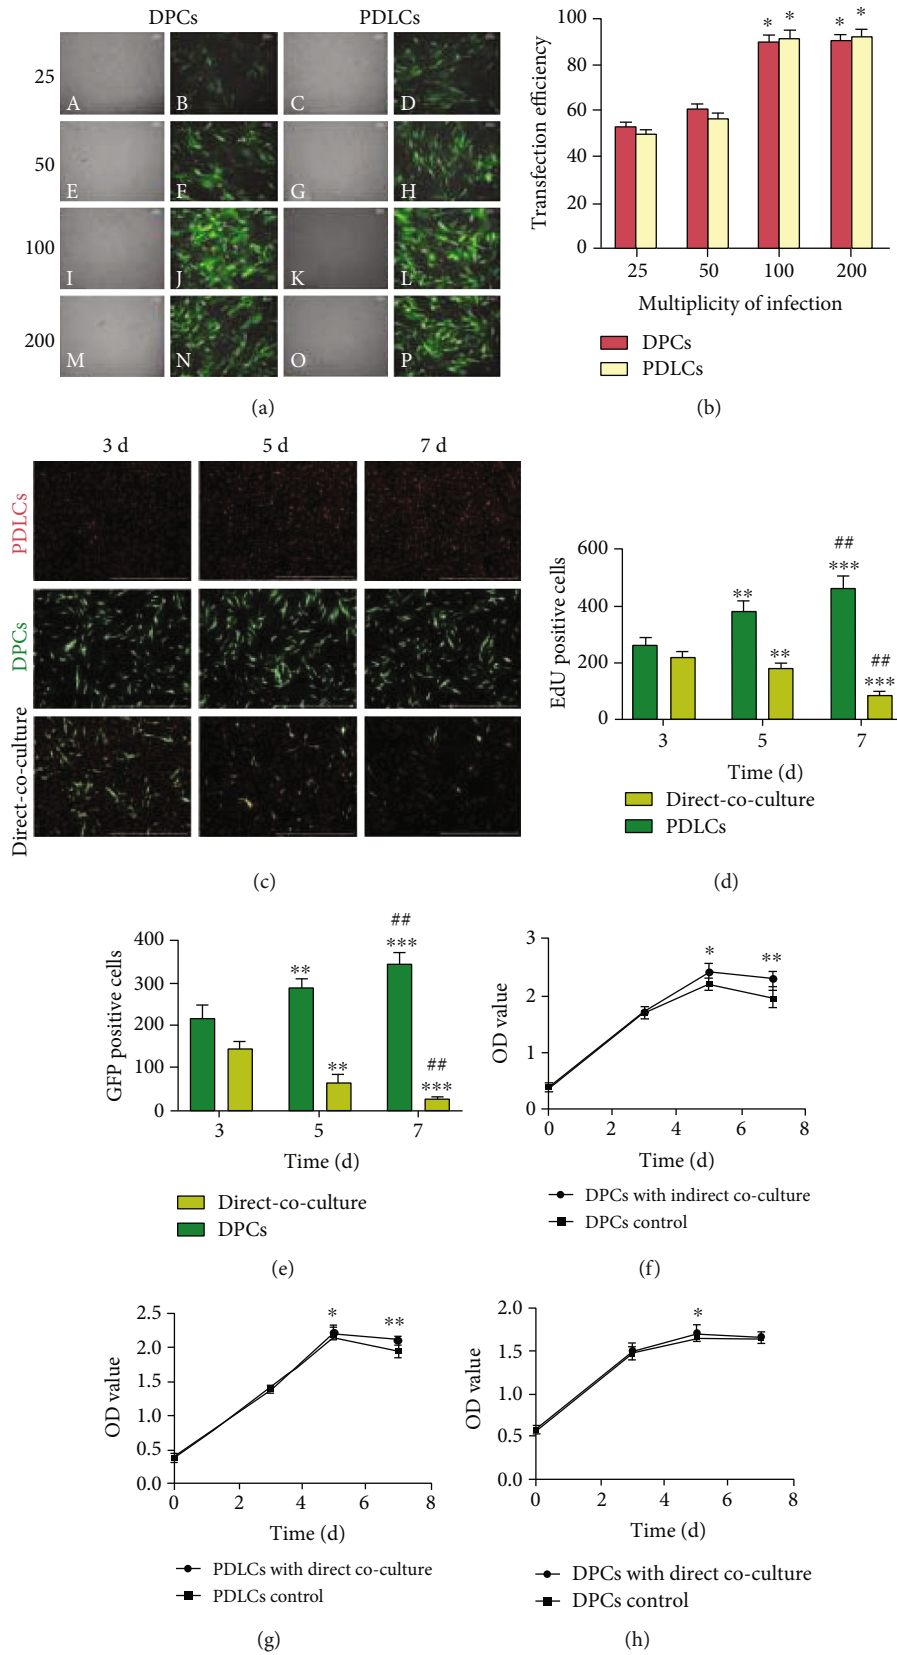 DPCs PDLCs
25
A B C D
50
E F G H
100
I J K L
200
M N O P
(a)
Transfection efficiency
100
80
60
40
20
0
* * * *
25 50 100 200
Multiplicity of infection
DPCs
PDLCs
(b)
3 d 5 d 7 d
PDLCs
DPCs
Direct-co-culture
(c)
EdU positive cells
600
400
200
0
**
**
##
***
##
***
3 5 7
Time (d)
Direct-co-culture
PDLCs
(d)
GFP positive cells
400
300
200
100
0
**
**
##
***
##
***
3 5 7
Time (d)
Direct-co-culture
DPCs
(e)
OD value
3
2
1
0
* **
0 2 4 6 8
Time (d)
DPCs with indirect co-culture
DPCs control
(f)
OD value
2.5
2.0
1.5
1.0
0.5
0.0
* **
0 2 4 6 8
Time (d)
PDLCs with direct co-culture
PDLCs control
(g)
OD value
2.0
1.5
1.0
0.5
0.0
*
0 2 4 6 8
Time (d)
DPCs with direct co-culture
DPCs control
(h)